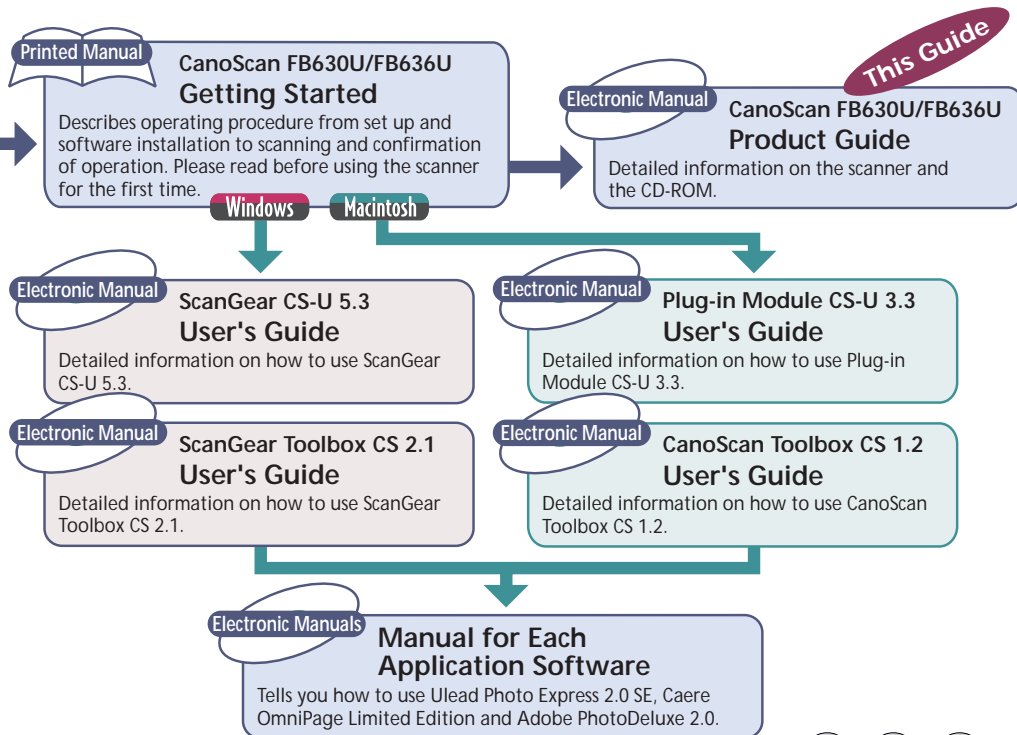 Printed Manual
CanoScan FB630U/FB636U
Getting Started
Describes operating procedure from set up and
software installation to scanning and confirmation
of operation. Please read before using the scanner
for the first time.
Windows
Macintosh
This Guide
Electronic Manual
CanoScan FB630U/FB636U
Product Guide
Detailed information on the scanner and
the CD-ROM.
Electronic Manual
ScanGear CS-U 5.3
User's Guide
Detailed information on how to use ScanGear
CS-U 5.3.
Electronic Manual
Plug-in Module CS-U 3.3
User's Guide
Detailed information on how to use Plug-in
Module CS-U 3.3.
Electronic Manual
ScanGear Toolbox CS 2.1
User's Guide
Detailed information on how to use ScanGear
Toolbox CS 2.1.
Electronic Manual
CanoScan Toolbox CS 1.2
User's Guide
Detailed information on how to use CanoScan
Toolbox CS 1.2.
Electronic Manuals
Manual for Each
Application Software
Tells you how to use Ulead Photo Express 2.0 SE, Caere
OmniPage Limited Edition and Adobe PhotoDeluxe 2.0.